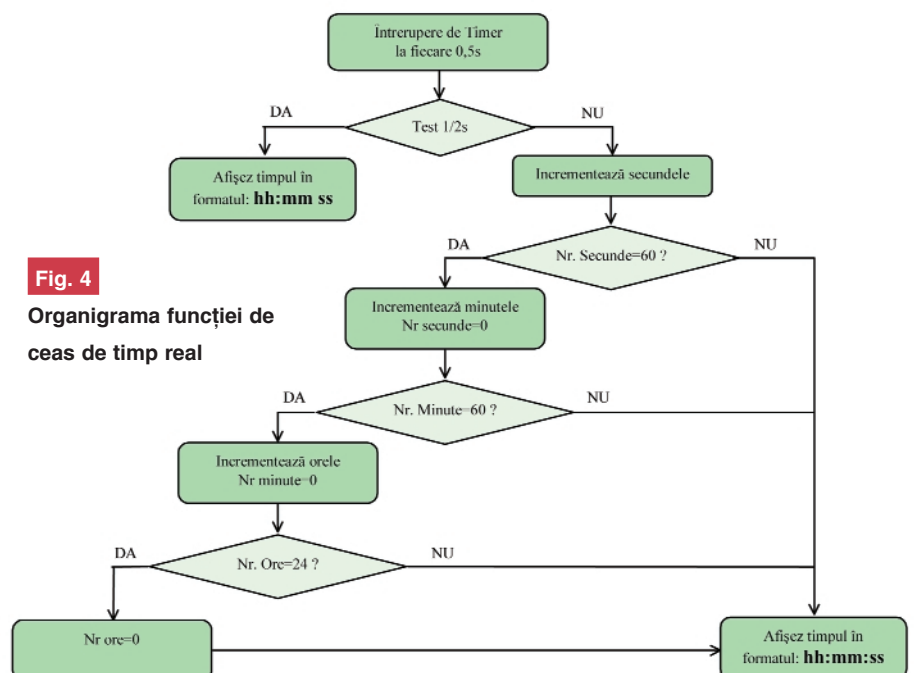 Întrerupere de Timer
la fiecare 0,5s
DA
NU
Test 1/2s
Afișez timpul în
formatul: hh:mm ss
Incrementează secundele
DA
NU
Nr. Secunde=60 ?
Fig. 4
Organigrama funcției de
ceas de timp real
Incrementează minutele
Nr secunde=0
DA
NU
Nr. Minute=60 ?
Incrementează orele
Nr minute=0
DA
NU
Nr. Ore=24 ?
Nr ore=0
Afișez timpul în
formatul: hh:mm:ss